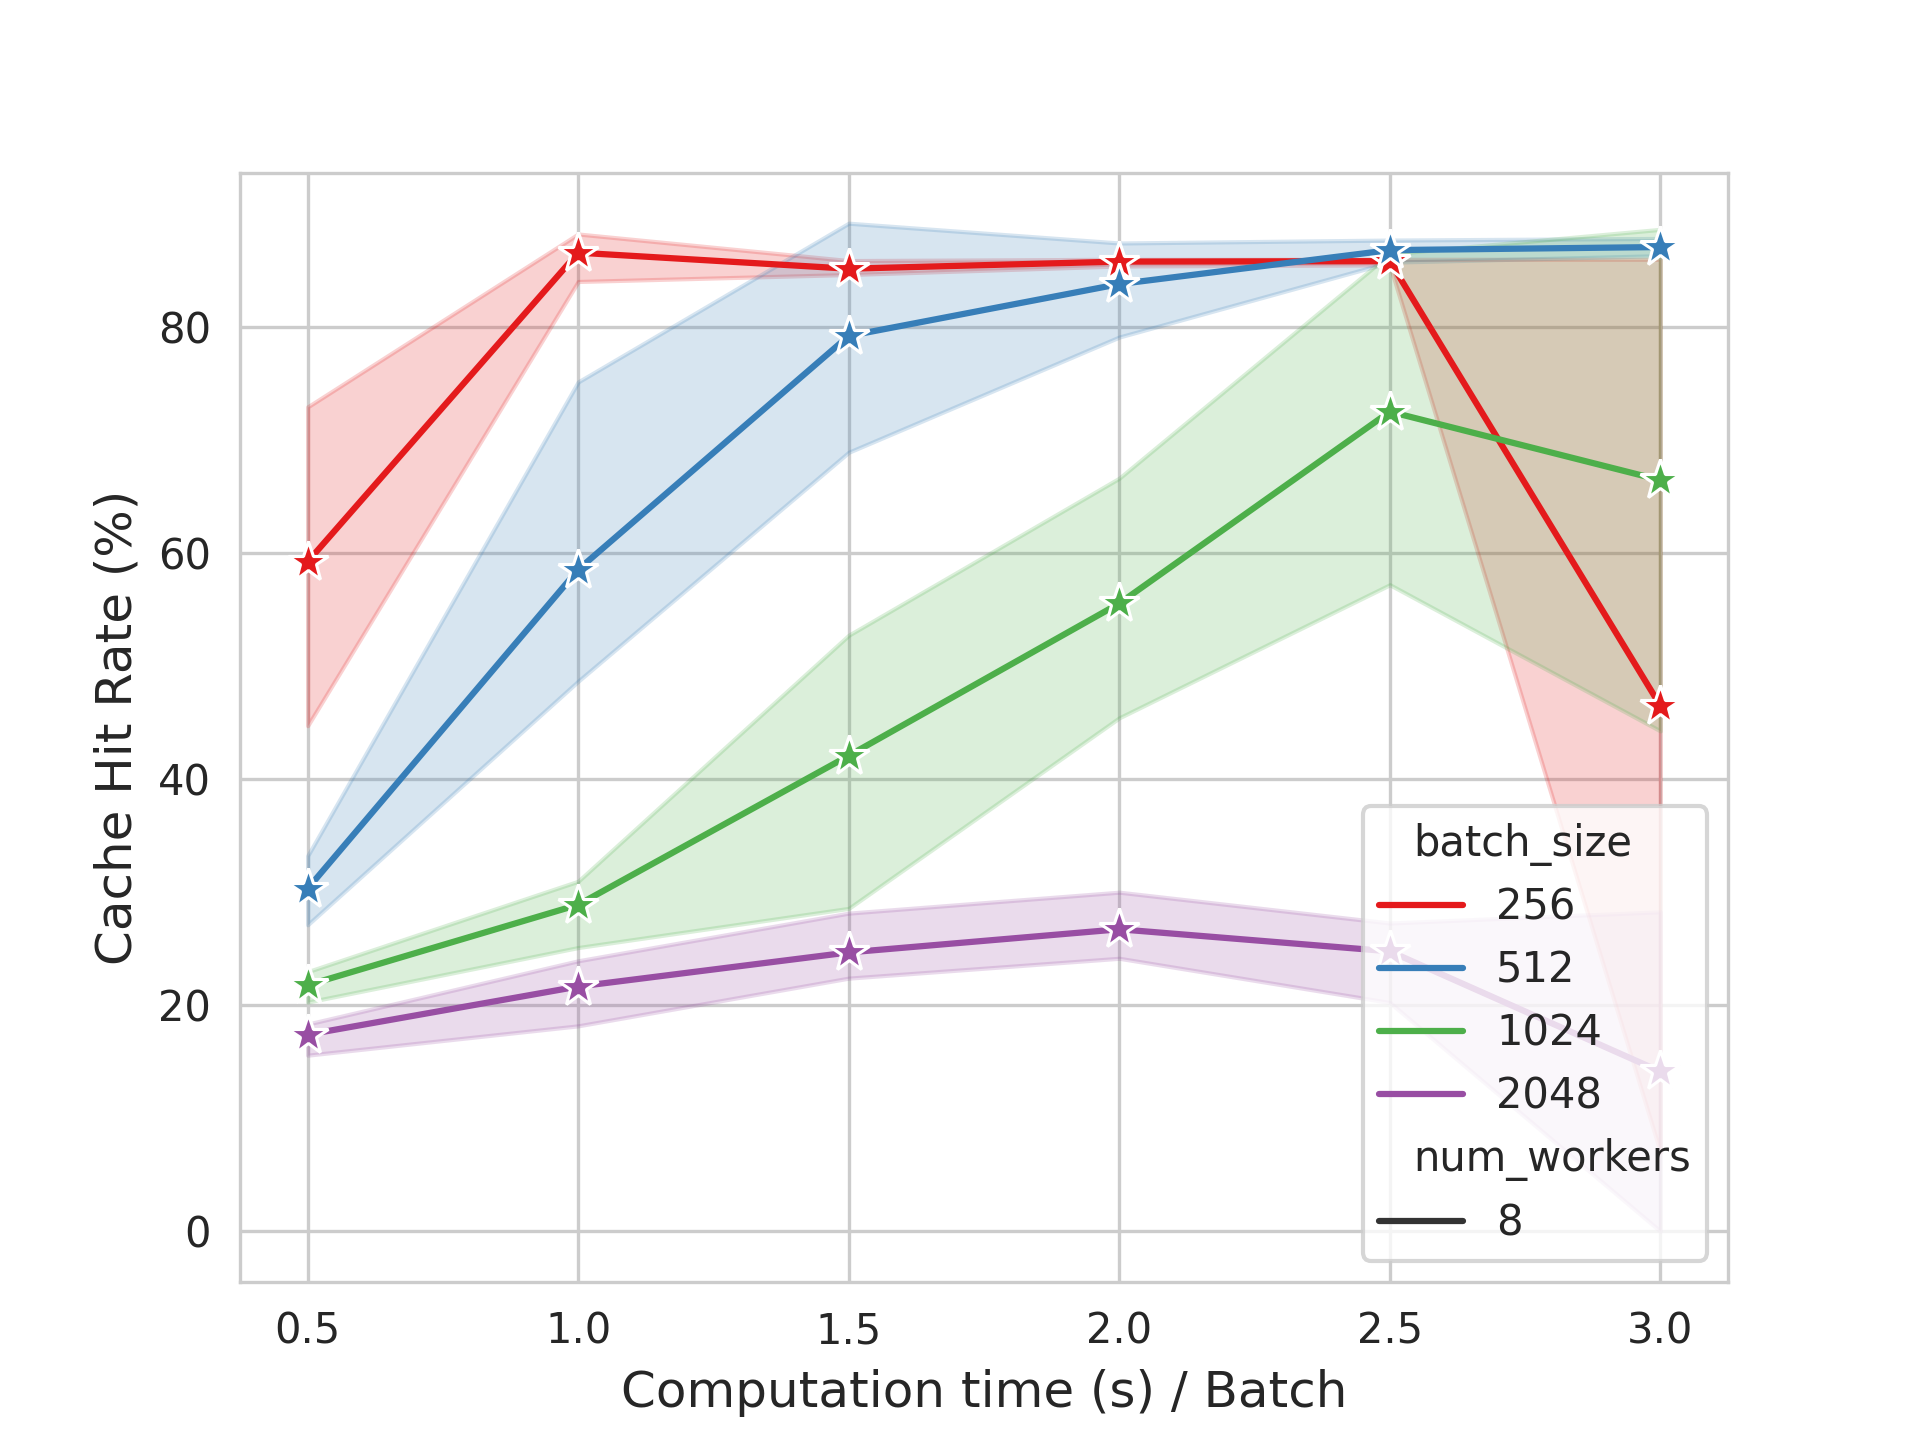 Cache Hit Rate (%)
80
60
40
20
0
batch_size
256
512
1024
2048
num_workers
8
0.5 1.0 1.5 2.0 2.5 3.0
Computation time (s) / Batch